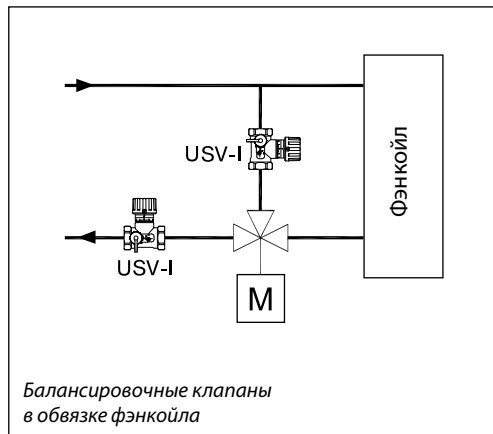 USV-I
Фэнкойл
USV-I
M
Балансировочные клапаны
в обвязке фэнкойла